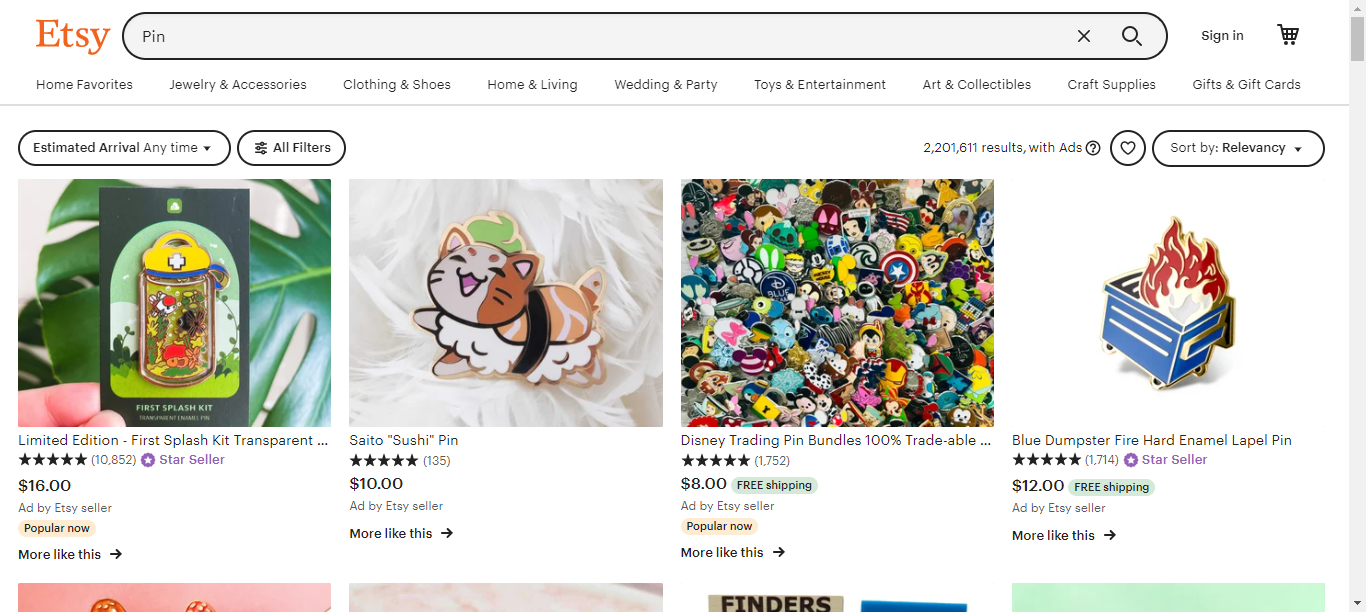 Etsy
Pin
Sign in
Home Favorites
Jewelry & Accessories
Clothing & Shoes
Home & Living
Wedding & Party
Toys & Entertainment
Art & Collectibles
Craft Supplies
Gifts & Gift Cards
Estimated Arrival Any time
All Filters
2,201,611 results, with Ads
Sort by: Relevancy
FIRST SPLASH KIT
TRANSPARENT ENAMEL PIN
Limited Edition - First Splash Kit Transparent ...
(10,852) Star Seller
$16.00
Ad by Etsy seller
Popular now
More like this
Saito "Sushi" Pin
(135)
$10.00
Ad by Etsy seller
More like this
Disney Trading Pin Bundles 100% Trade-able ...
(1,752)
$8.00 FREE shipping
Ad by Etsy seller
Popular now
More like this
Blue Dumpster Fire Hard Enamel Lapel Pin
(1,714) Star Seller
$12.00 FREE shipping
Ad by Etsy seller
More like this
FINDERS